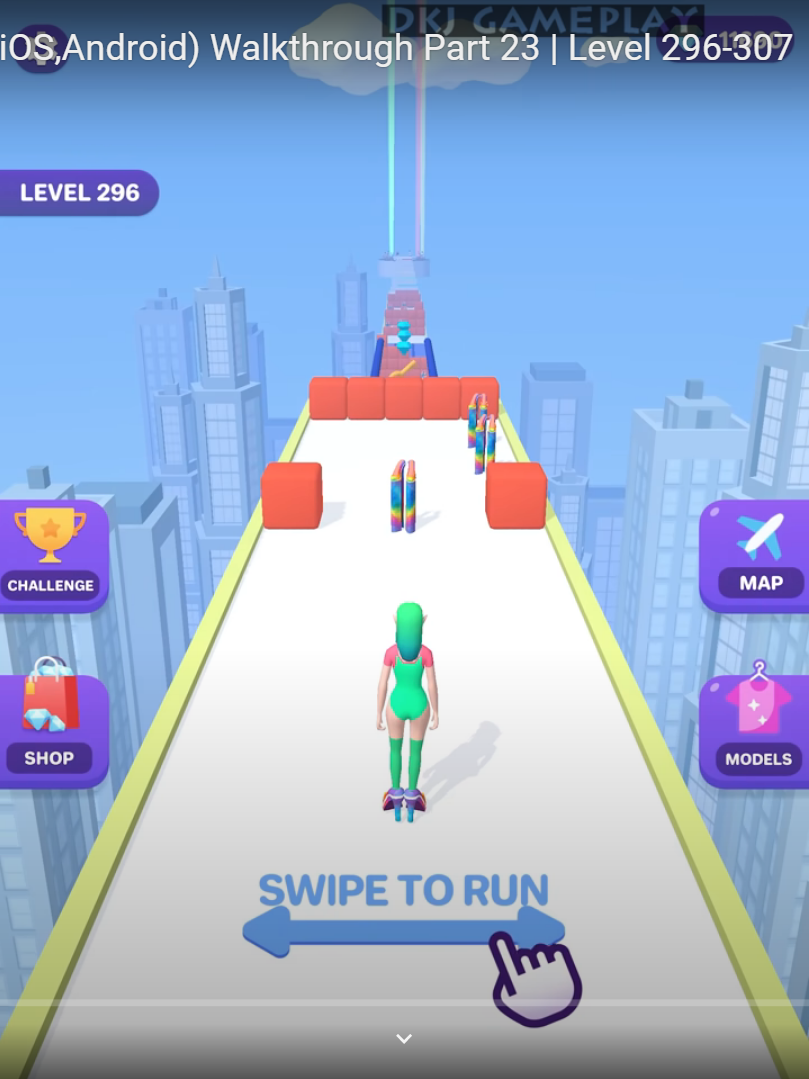 DKJ GAMEPLAY
iOS,Android) Walkthrough Part 23 | Level 296-307
LEVEL 296
CHALLENGE
MAP
SHOP
MODELS
SWIPE TO RUN